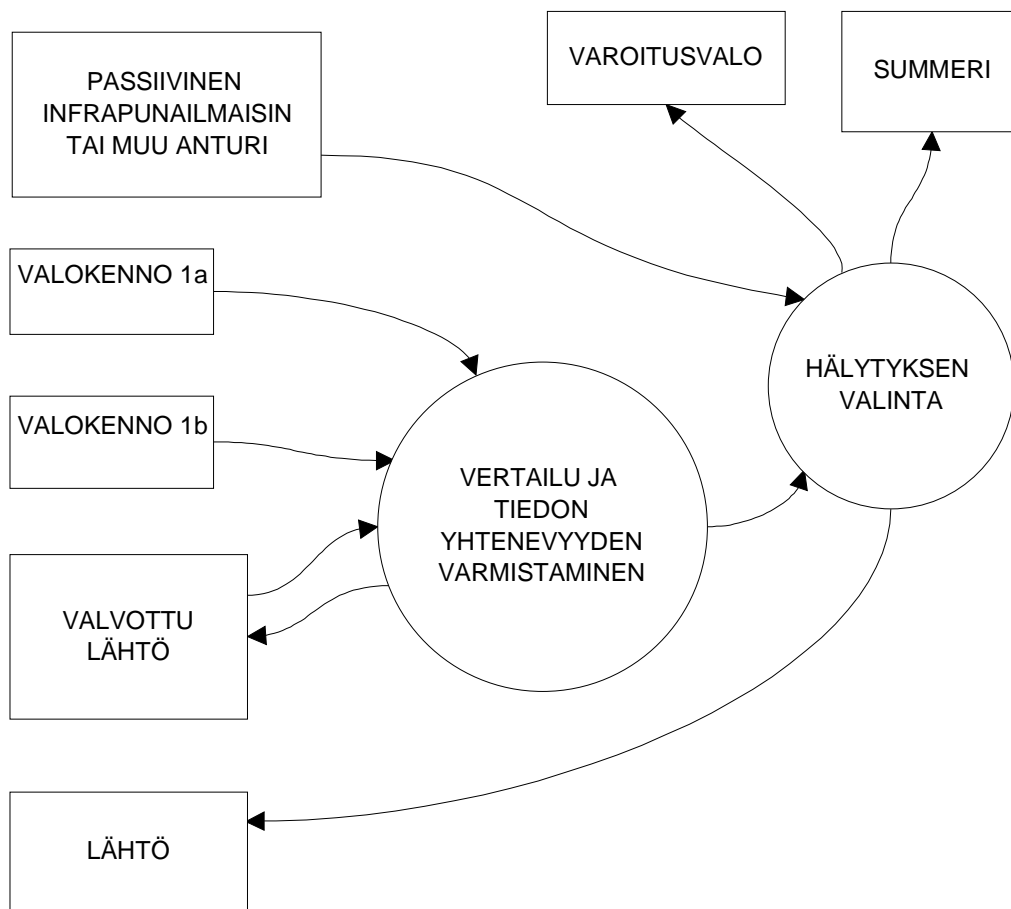 PASSIIVINEN
INFRAPUNAILMAISIN
TAI MUU ANTURI
VAROITUSVALO
SUMMERI
VALOKENNO 1a
VALOKENNO 1b
HÄLYTYKSEN
VALINTA
VERTAILU JA
TIEDON
YHTENEVYYDEN
VARMISTAMINEN
VALVOTTU
LÄHTÖ
LÄHTÖ